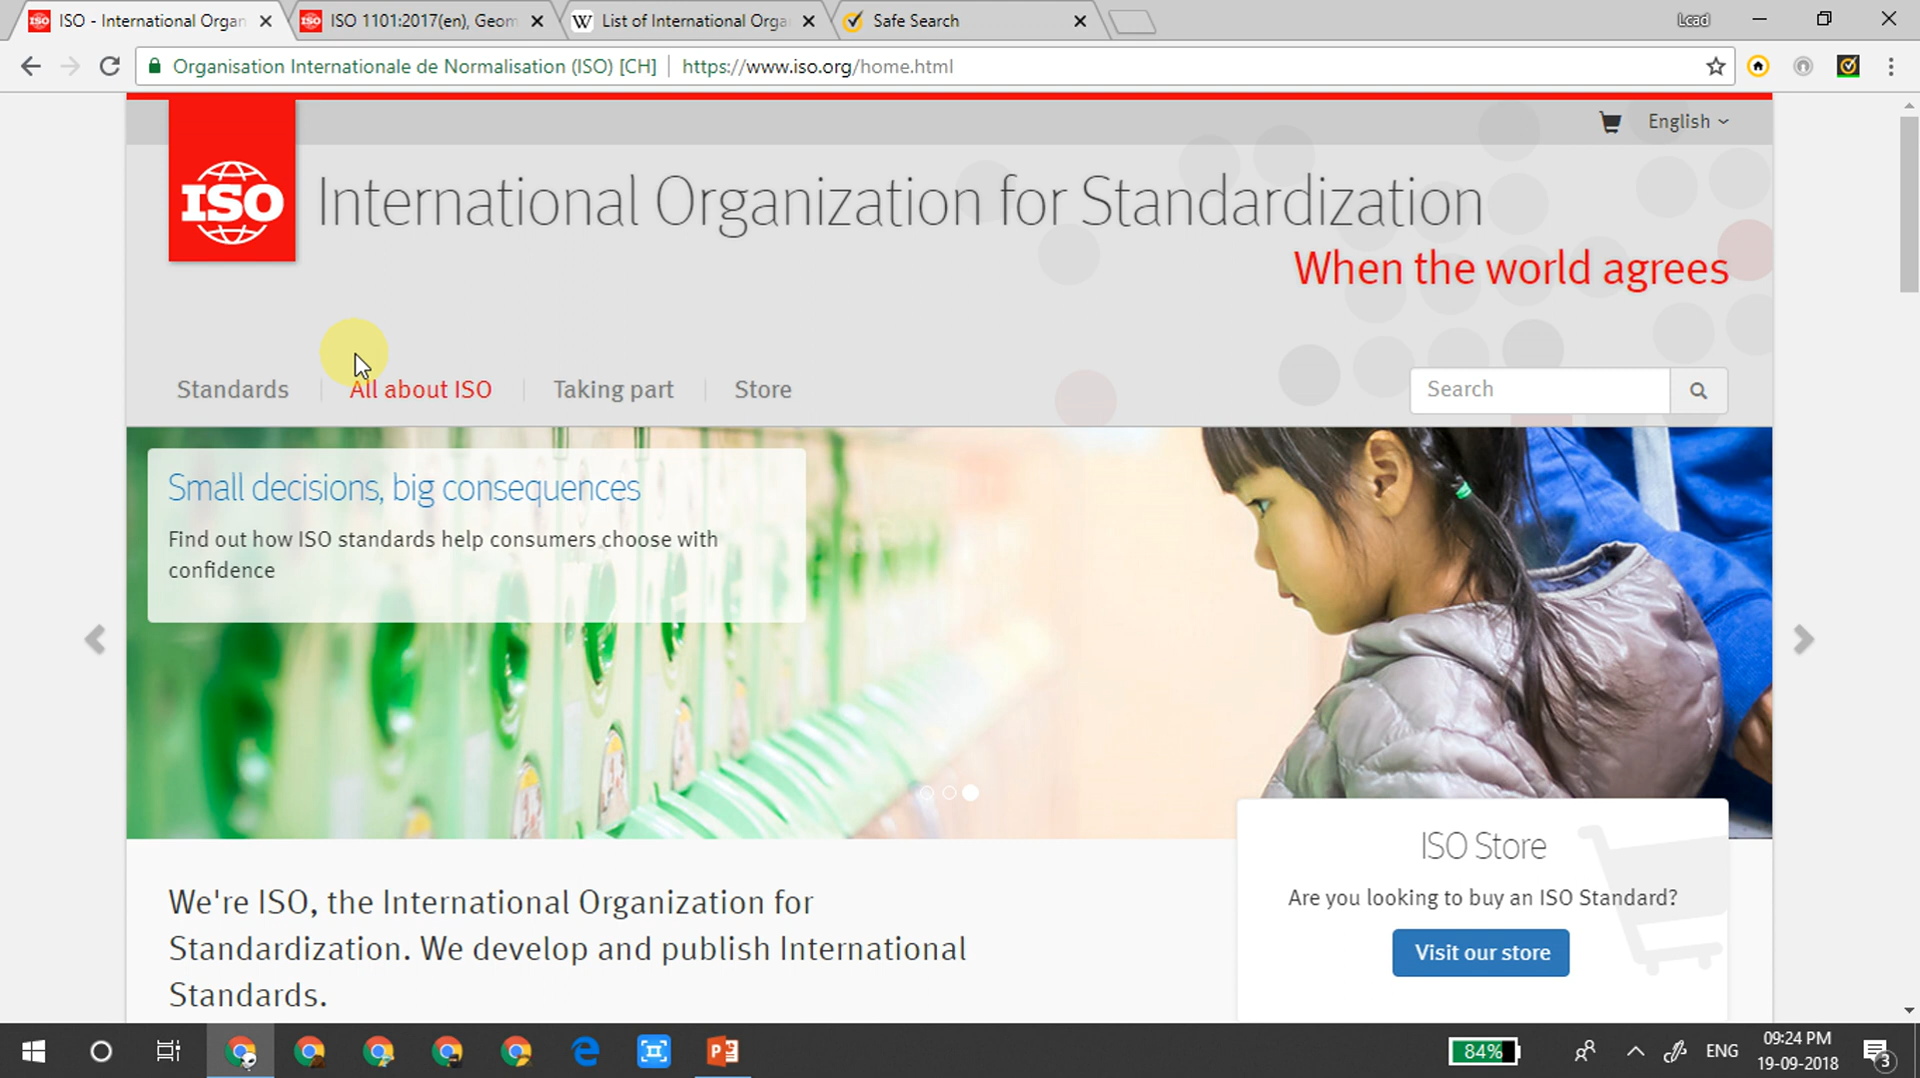 ISO - International Organ
ISO 1101:2017(en), Geom
List of International Orga
Safe Search
Lcad
Organisation Internationale de Normalisation (ISO) [CH]
https://www.iso.org/home.html
English
ISO
International Organization for Standardization
When the world agrees
Standards
All about ISO
Taking part
Store
Search
Small decisions, big consequences
Find out how ISO standards help consumers choose with
confidence
We're ISO, the International Organization for
Standardization. We develop and publish International
Standards.
ISO Store
Are you looking to buy an ISO Standard?
Visit our store
84%
ENG
09:24 PM
19-09-2018
3